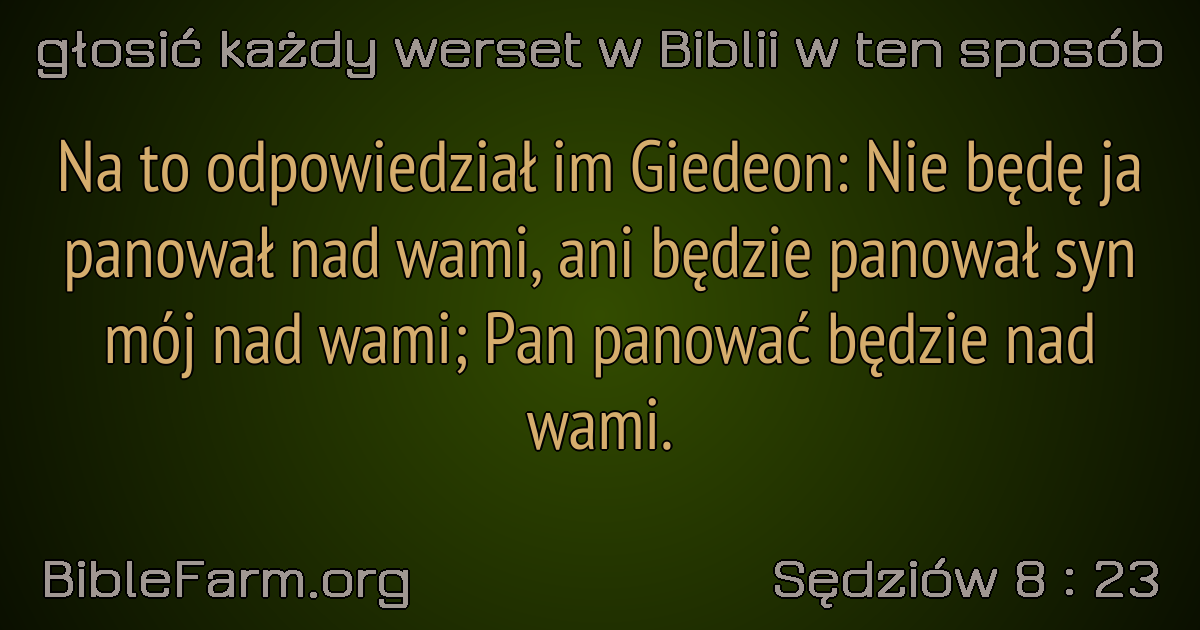 głosić każdy werset w Biblii w ten sposób
Na to odpowiedział im Giedeon: Nie będę ja
panował nad wami, ani będzie panował syn
mój nad wami; Pan panować będzie nad
wami.
BibleFarm.org
Sędziów 8 : 23